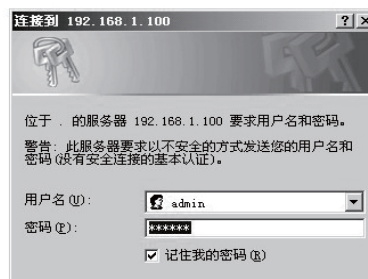 连接到 192.168.1.100
位于 . 的服务器 192.168.1.100 要求用户名和密码。
警告: 此服务器要求以不安全的方式发送您的用户名和
密码(没有安全连接的基本认证)。
用户名(U):
admin
密码(P):
******
记住我的密码(R)